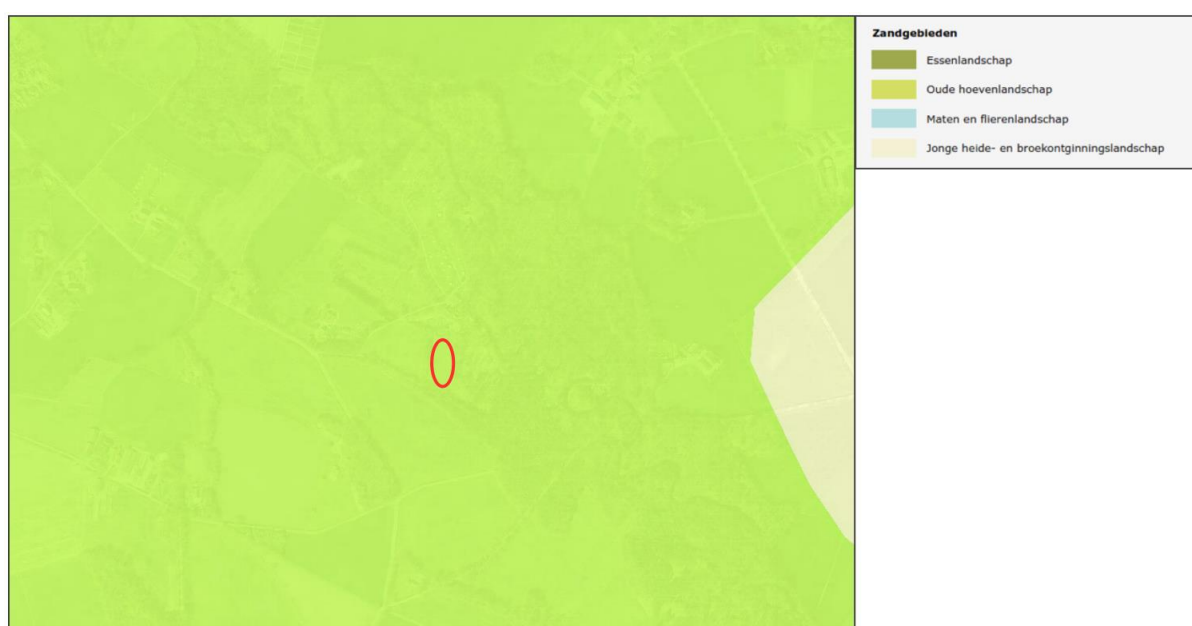 Zandgebieden
Essenlandschap
Oude hoevenlandschap
Maten en flierenlandschap
Jonge heide- en broekontginningslandschap